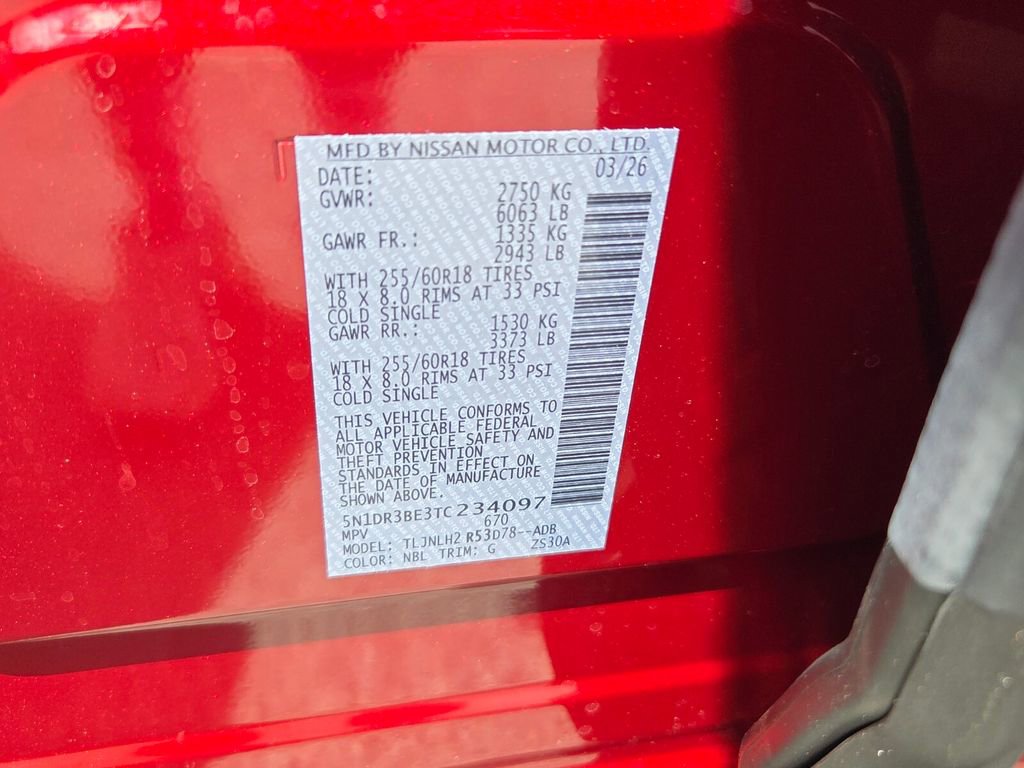 MFD BY NISSAN MOTOR CO., LTD.
DATE: 03/26
GVWR: 2750 KG
6063 LB
GAWR FR.: 1335 KG
2943 LB
WITH 255/60R18 TIRES
18 X 8.0 RIMS AT 33 PSI
COLD SINGLE
GAWR RR.: 1530 KG
3373 LB
WITH 255/60R18 TIRES
18 X 8.0 RIMS AT 33 PSI
COLD SINGLE
THIS VEHICLE CONFORMS TO
ALL APPLICABLE FEDERAL
MOTOR VEHICLE SAFETY AND
THEFT PREVENTION
STANDARDS IN EFFECT ON
THE DATE OF MANUFACTURE
SHOWN ABOVE.
5N1DR3BE3TC234097
MPV 670
MODEL: TLJNLH2 R53D78--ADB
COLOR: NBL TRIM: G ZS30A